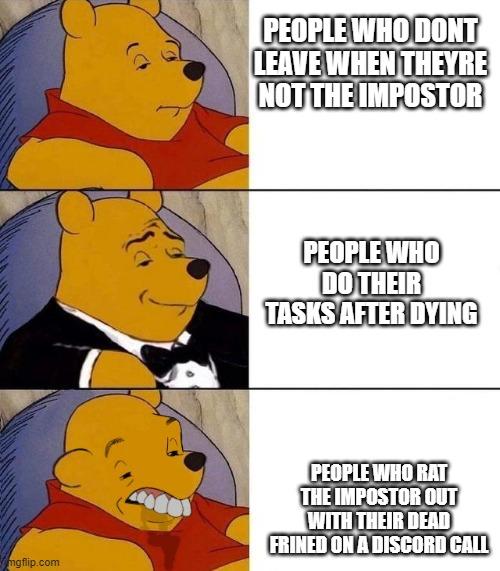 PEOPLE WHO DONT
LEAVE WHEN THEYRE
NOT THE IMPOSTOR
PEOPLE WHO
DO THEIR
TASKS AFTER DYING
PEOPLE WHO RAT
THE IMPOSTOR OUT
WITH THEIR DEAD
FRINED ON A DISCORD CALL
imgflip.com